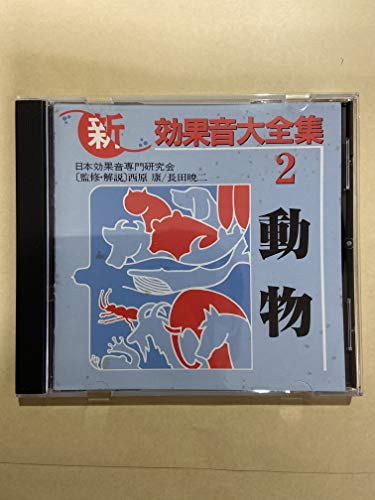 新 効果音大全集
2
動物
日本効果音専門研究会
〔監修・解説〕西原 康/長田暁二